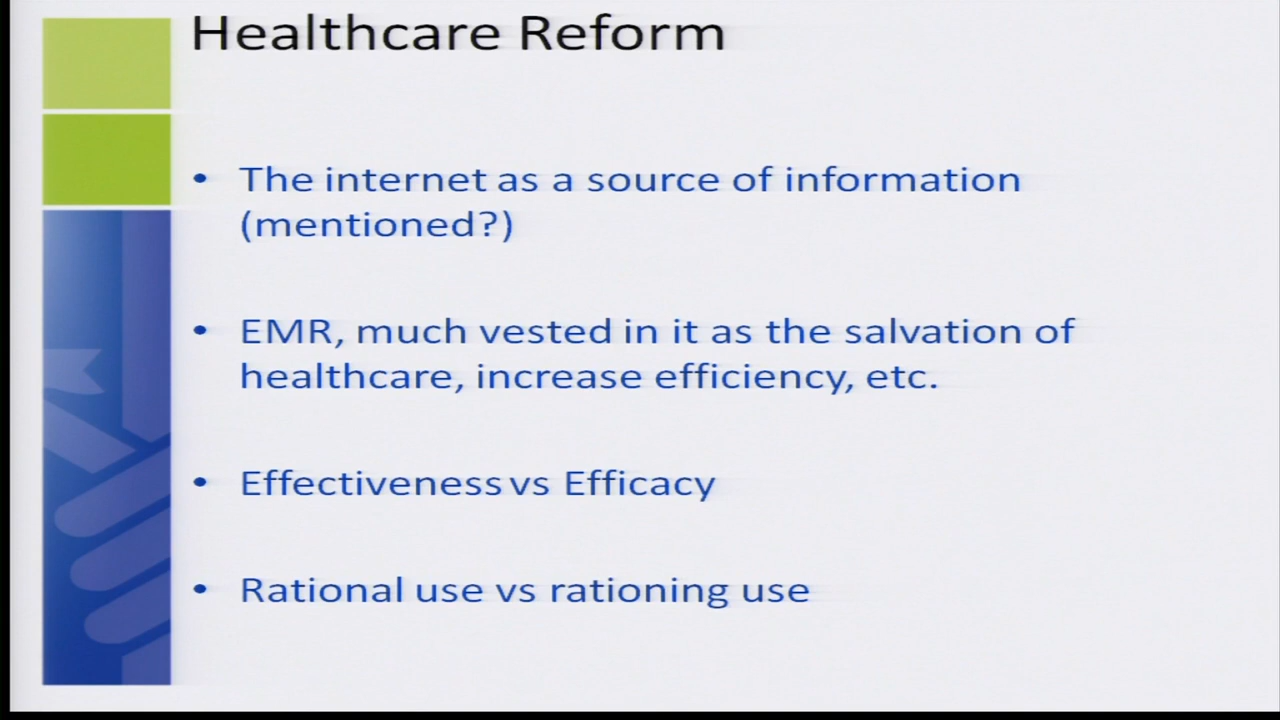 Healthcare Reform
• The internet as a source of information
(mentioned?)
• EMR, much vested in it as the salvation of
healthcare, increase efficiency, etc.
• Effectiveness vs Efficacy
• Rational use vs rationing use